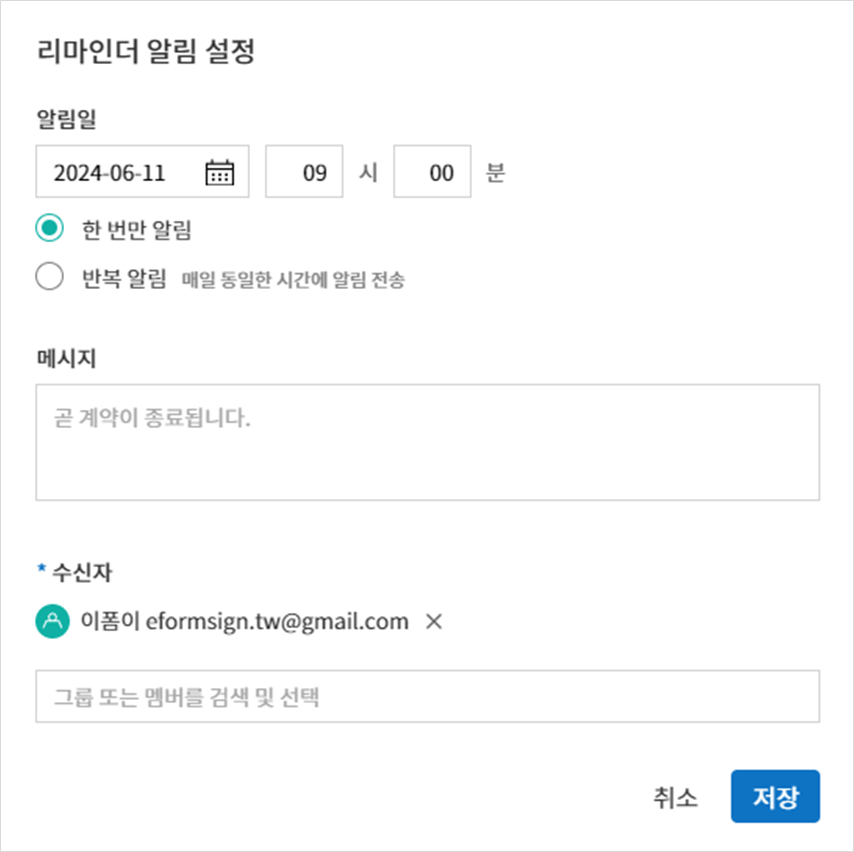 리마인더 알림 설정
알림일
2024-06-11 09 시 00 분
한 번만 알림
반복 알림 매일 동일한 시간에 알림 전송
메시지
곧 계약이 종료됩니다.
* 수신자
이폼이 eformsign.tw@gmail.com ×
그룹 또는 멤버를 검색 및 선택
취소 저장